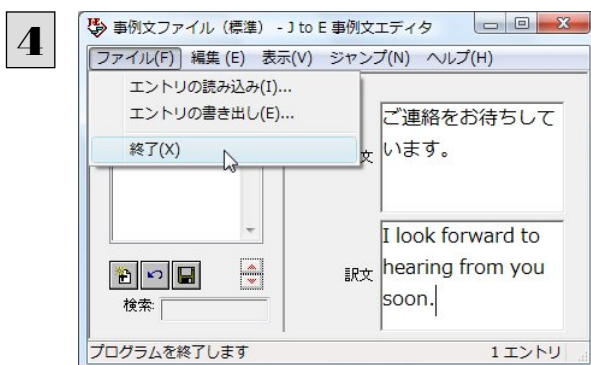 4
事例文ファイル（標準） - J to E 事例文エディタ
ファイル(F) 編集(E) 表示(V) ジャンプ(N) ヘルプ(H)
エントリの読み込み(I)...
エントリの書き出し(E)...
終了(X)
文
ご連絡をお待ちして
います。
訳文
I look forward to
hearing from you
soon.
検索:
プログラムを終了します
1 エントリ